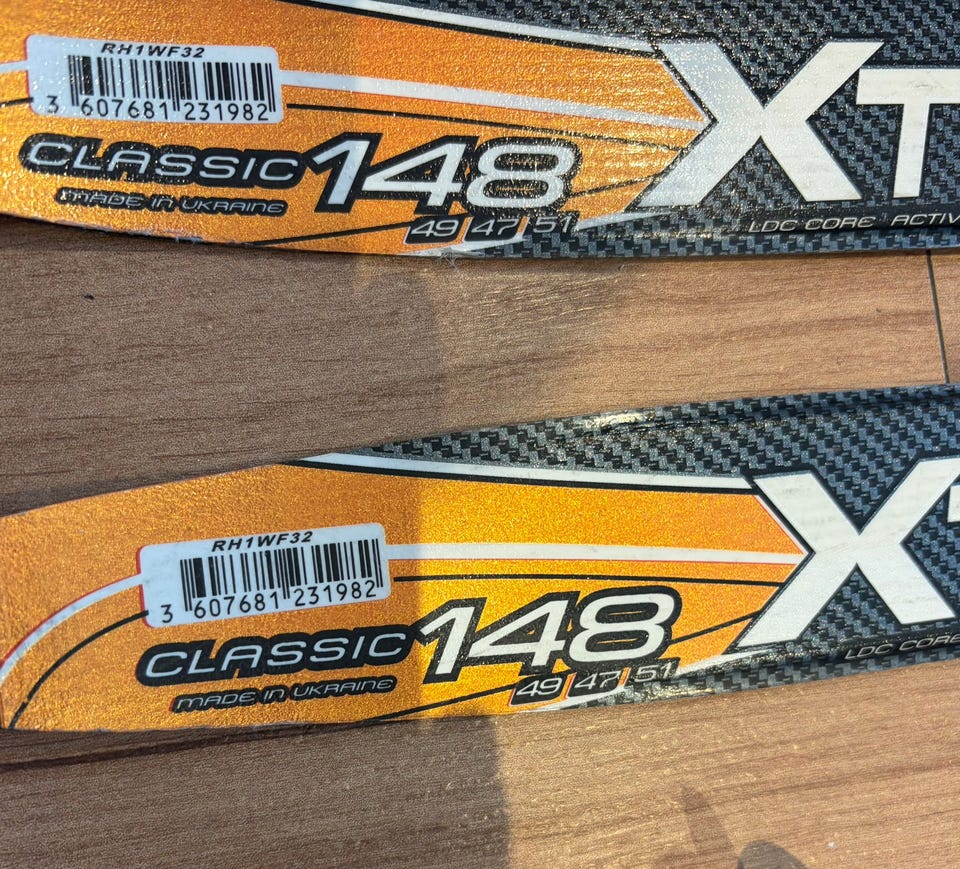 RH1WF32
3 607681 231982
XT
CLASSIC 148
MADE IN UKRAINE
49 47 51
LDC CORE ACTIV
RH1WF32
3 607681 231982
XT
CLASSIC 148
MADE IN UKRAINE
49 47 51
LDC CORE